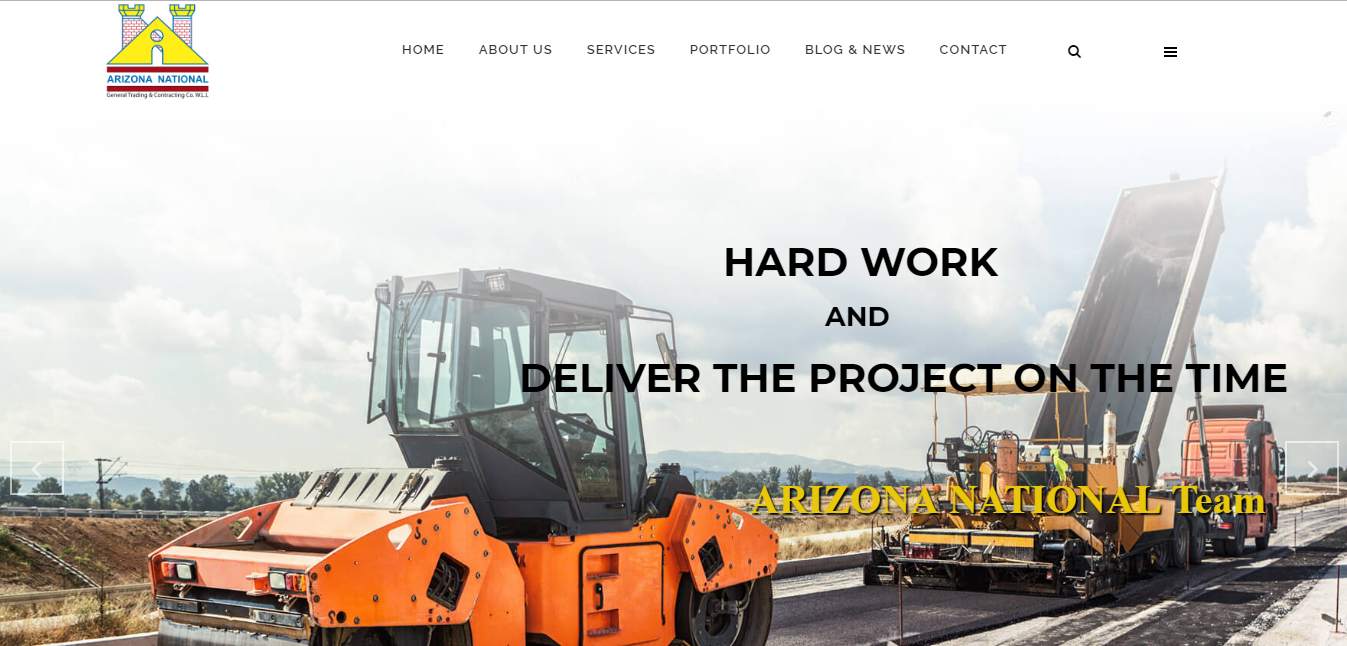 ARIZONA NATIONAL
General Trading & Contracting Co. W.L.L
HOME ABOUT US SERVICES PORTFOLIO BLOG & NEWS CONTACT
HARD WORK
AND
DELIVER THE PROJECT ON THE TIME
ARIZONA NATIONAL Team